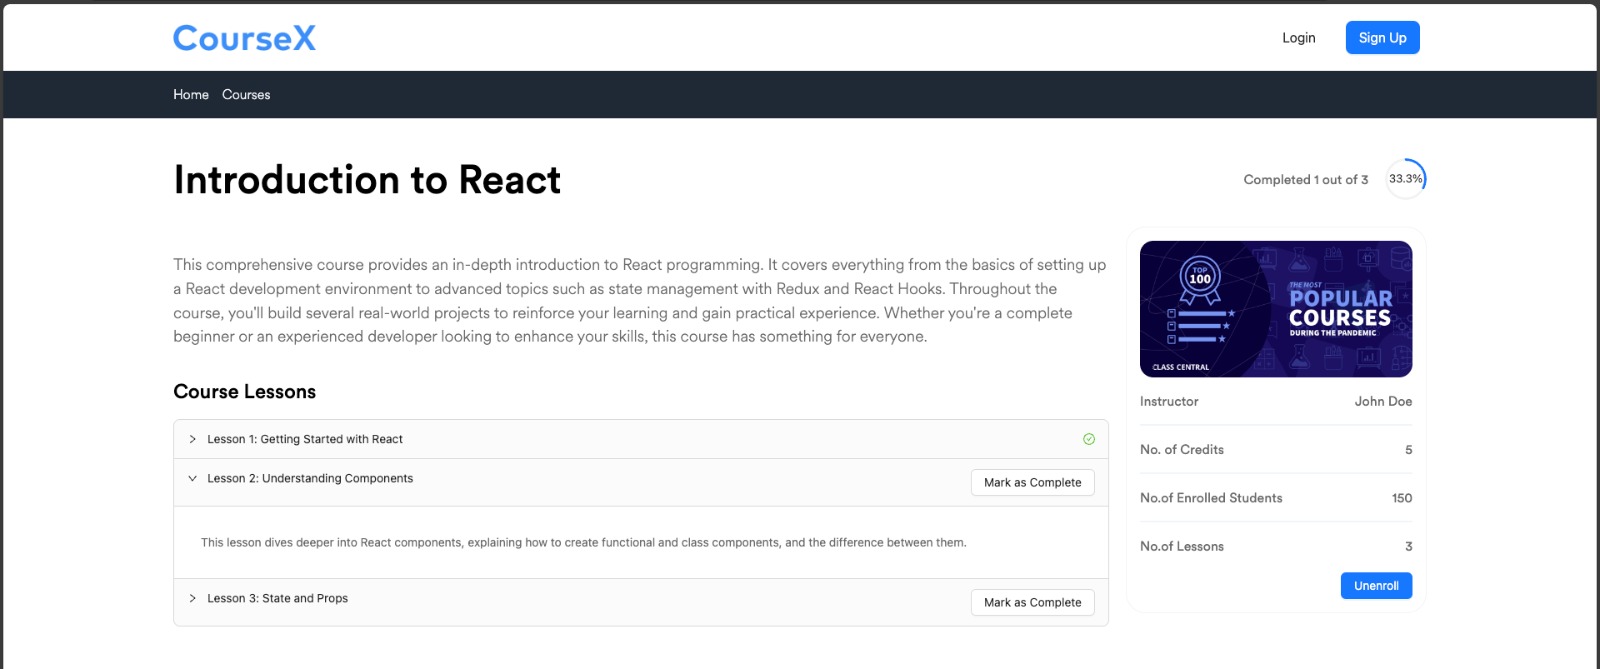 CourseX
Login
Sign Up
Home
Courses
Introduction to React
Completed 1 out of 3
33.3%
This comprehensive course provides an in-depth introduction to React programming. It covers everything from the basics of setting up
a React development environment to advanced topics such as state management with Redux and React Hooks. Throughout the
course, you'll build several real-world projects to reinforce your learning and gain practical experience. Whether you're a complete
beginner or an experienced developer looking to enhance your skills, this course has something for everyone.
Course Lessons
Lesson 1: Getting Started with React
Lesson 2: Understanding Components
Mark as Complete
This lesson dives deeper into React components, explaining how to create functional and class components, and the difference between them.
Lesson 3: State and Props
Mark as Complete
TOP
100
THE MOST
POPULAR
COURSES
DURING THE PANDEMIC
CLASS CENTRAL
Instructor
John Doe
No. of Credits
5
No.of Enrolled Students
150
No.of Lessons
3
Unenroll